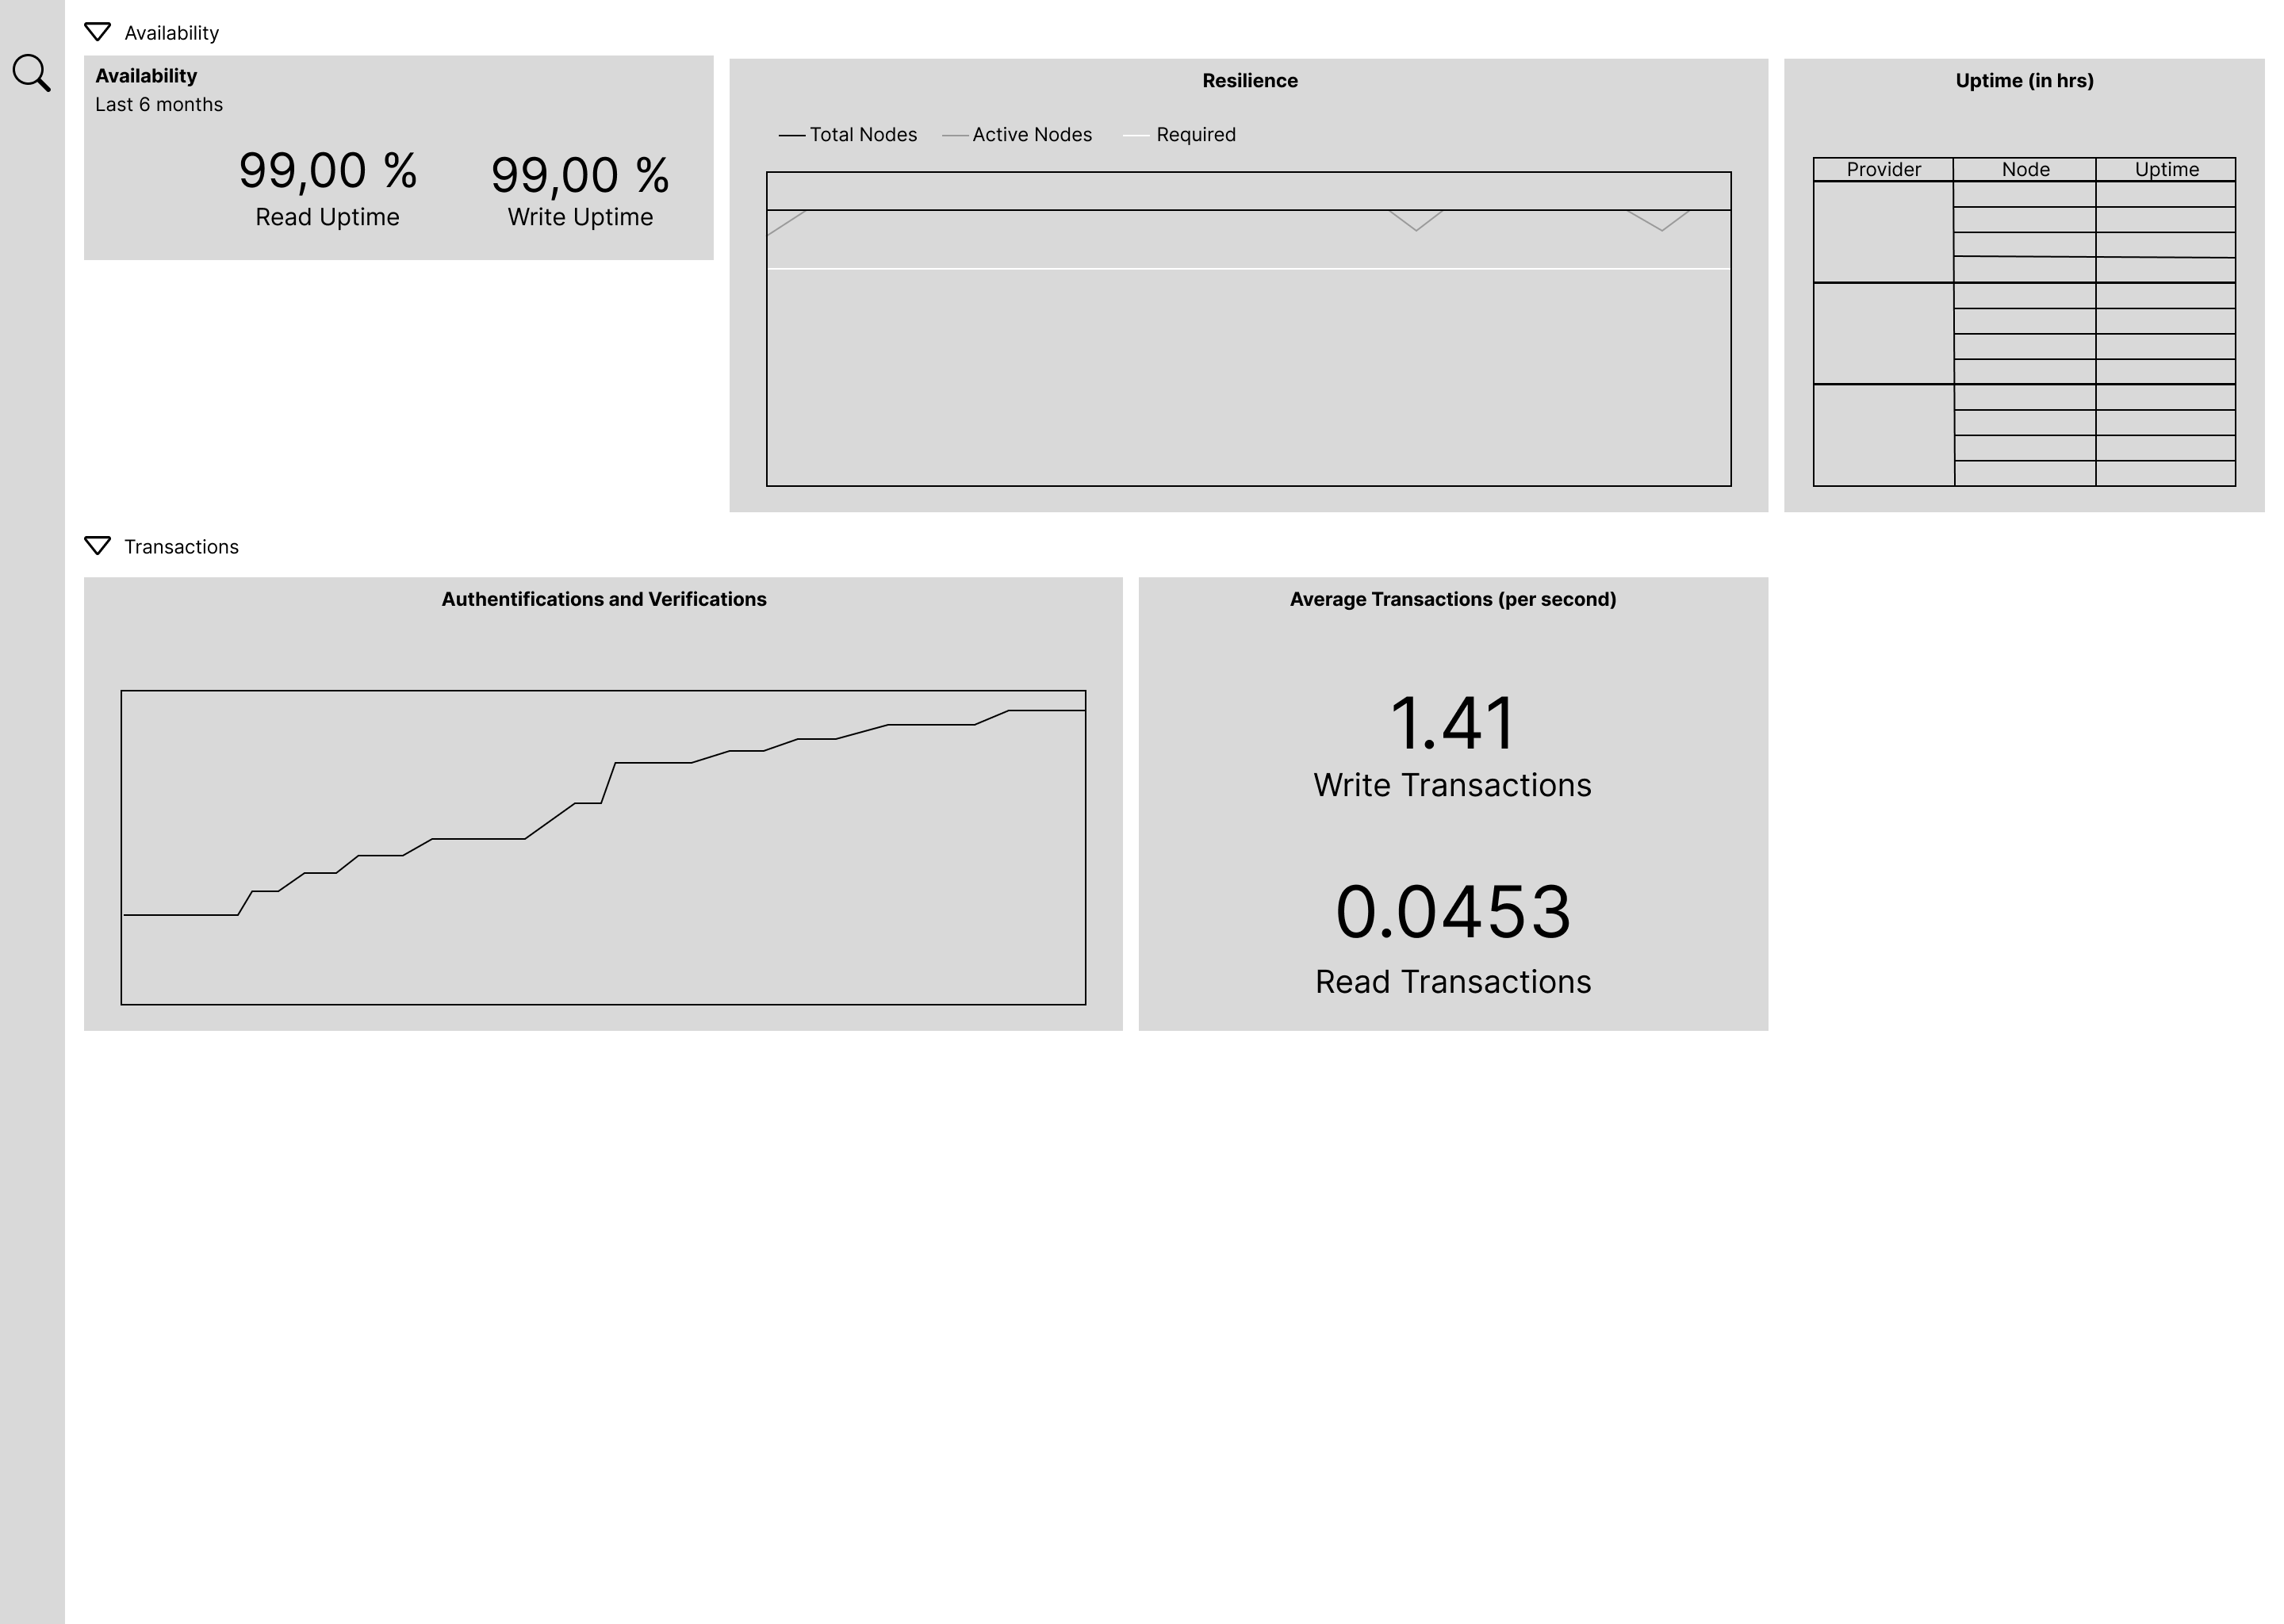 Availability
Availability
Last 6 months
99,00 %
Read Uptime
99,00 %
Write Uptime
Resilience
Total Nodes
Active Nodes
Required
Uptime (in hrs)
Provider
Node
Uptime
Transactions
Authentifications and Verifications
Average Transactions (per second)
1.41
Write Transactions
0.0453
Read Transactions